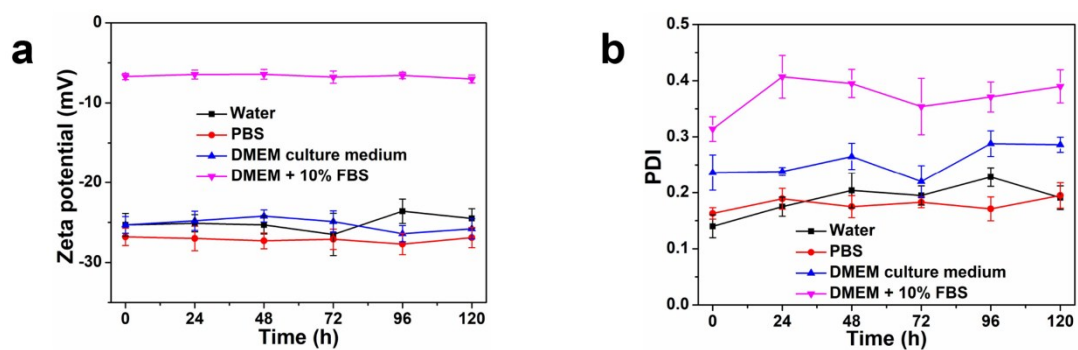 a
Zeta potential (mV)
0
-10
-20
-30
Water
PBS
DMEM culture medium
DMEM + 10% FBS
0 24 48 72 96 120
Time (h)
b
PDI
0.5
0.4
0.3
0.2
0.1
0.0
Water
PBS
DMEM culture medium
DMEM + 10% FBS
0 24 48 72 96 120
Time (h)